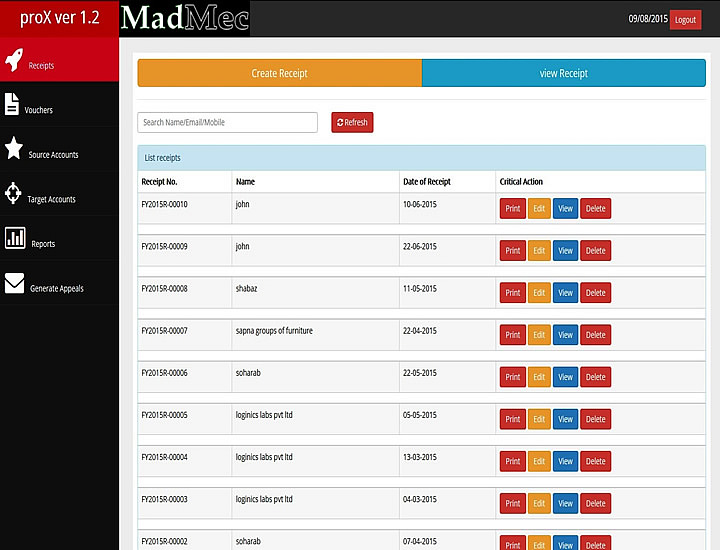 proX ver 1.2
MadMec
09/08/2015 Logout
Receipts
Vouchers
Source Accounts
Target Accounts
Reports
Generate Appeals
Create Receipt
view Receipt
Search Name/Email/Mobile
Refresh
List receipts
Receipt No. Name Date of Receipt Critical Action
FY2015R-00010 john 10-06-2015 Print Edit View Delete
FY2015R-00009 john 22-06-2015 Print Edit View Delete
FY2015R-00008 shabaz 11-05-2015 Print Edit View Delete
FY2015R-00007 sapna groups of furniture 22-04-2015 Print Edit View Delete
FY2015R-00006 soharab 22-05-2015 Print Edit View Delete
FY2015R-00005 loginics labs pvt ltd 05-05-2015 Print Edit View Delete
FY2015R-00004 loginics labs pvt ltd 13-03-2015 Print Edit View Delete
FY2015R-00003 loginics labs pvt ltd 04-03-2015 Print Edit View Delete
FY2015R-00002 soharab 07-04-2015 Print Edit View Delete